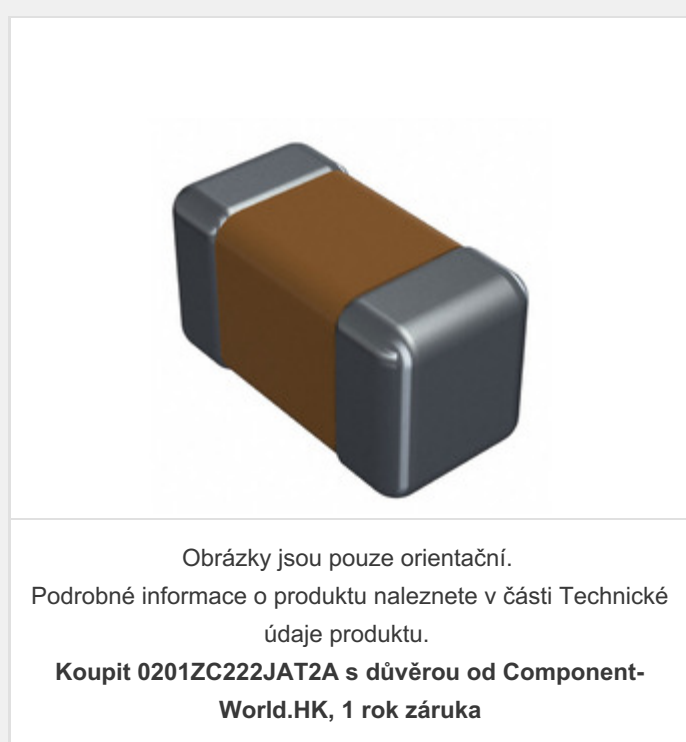 Obrázky jsou pouze orientační.
Podrobné informace o produktu naleznete v části Technické
údaje produktu.
Koupit 0201ZC222JAT2A s důvěrou od Component-
World.HK, 1 rok záruka